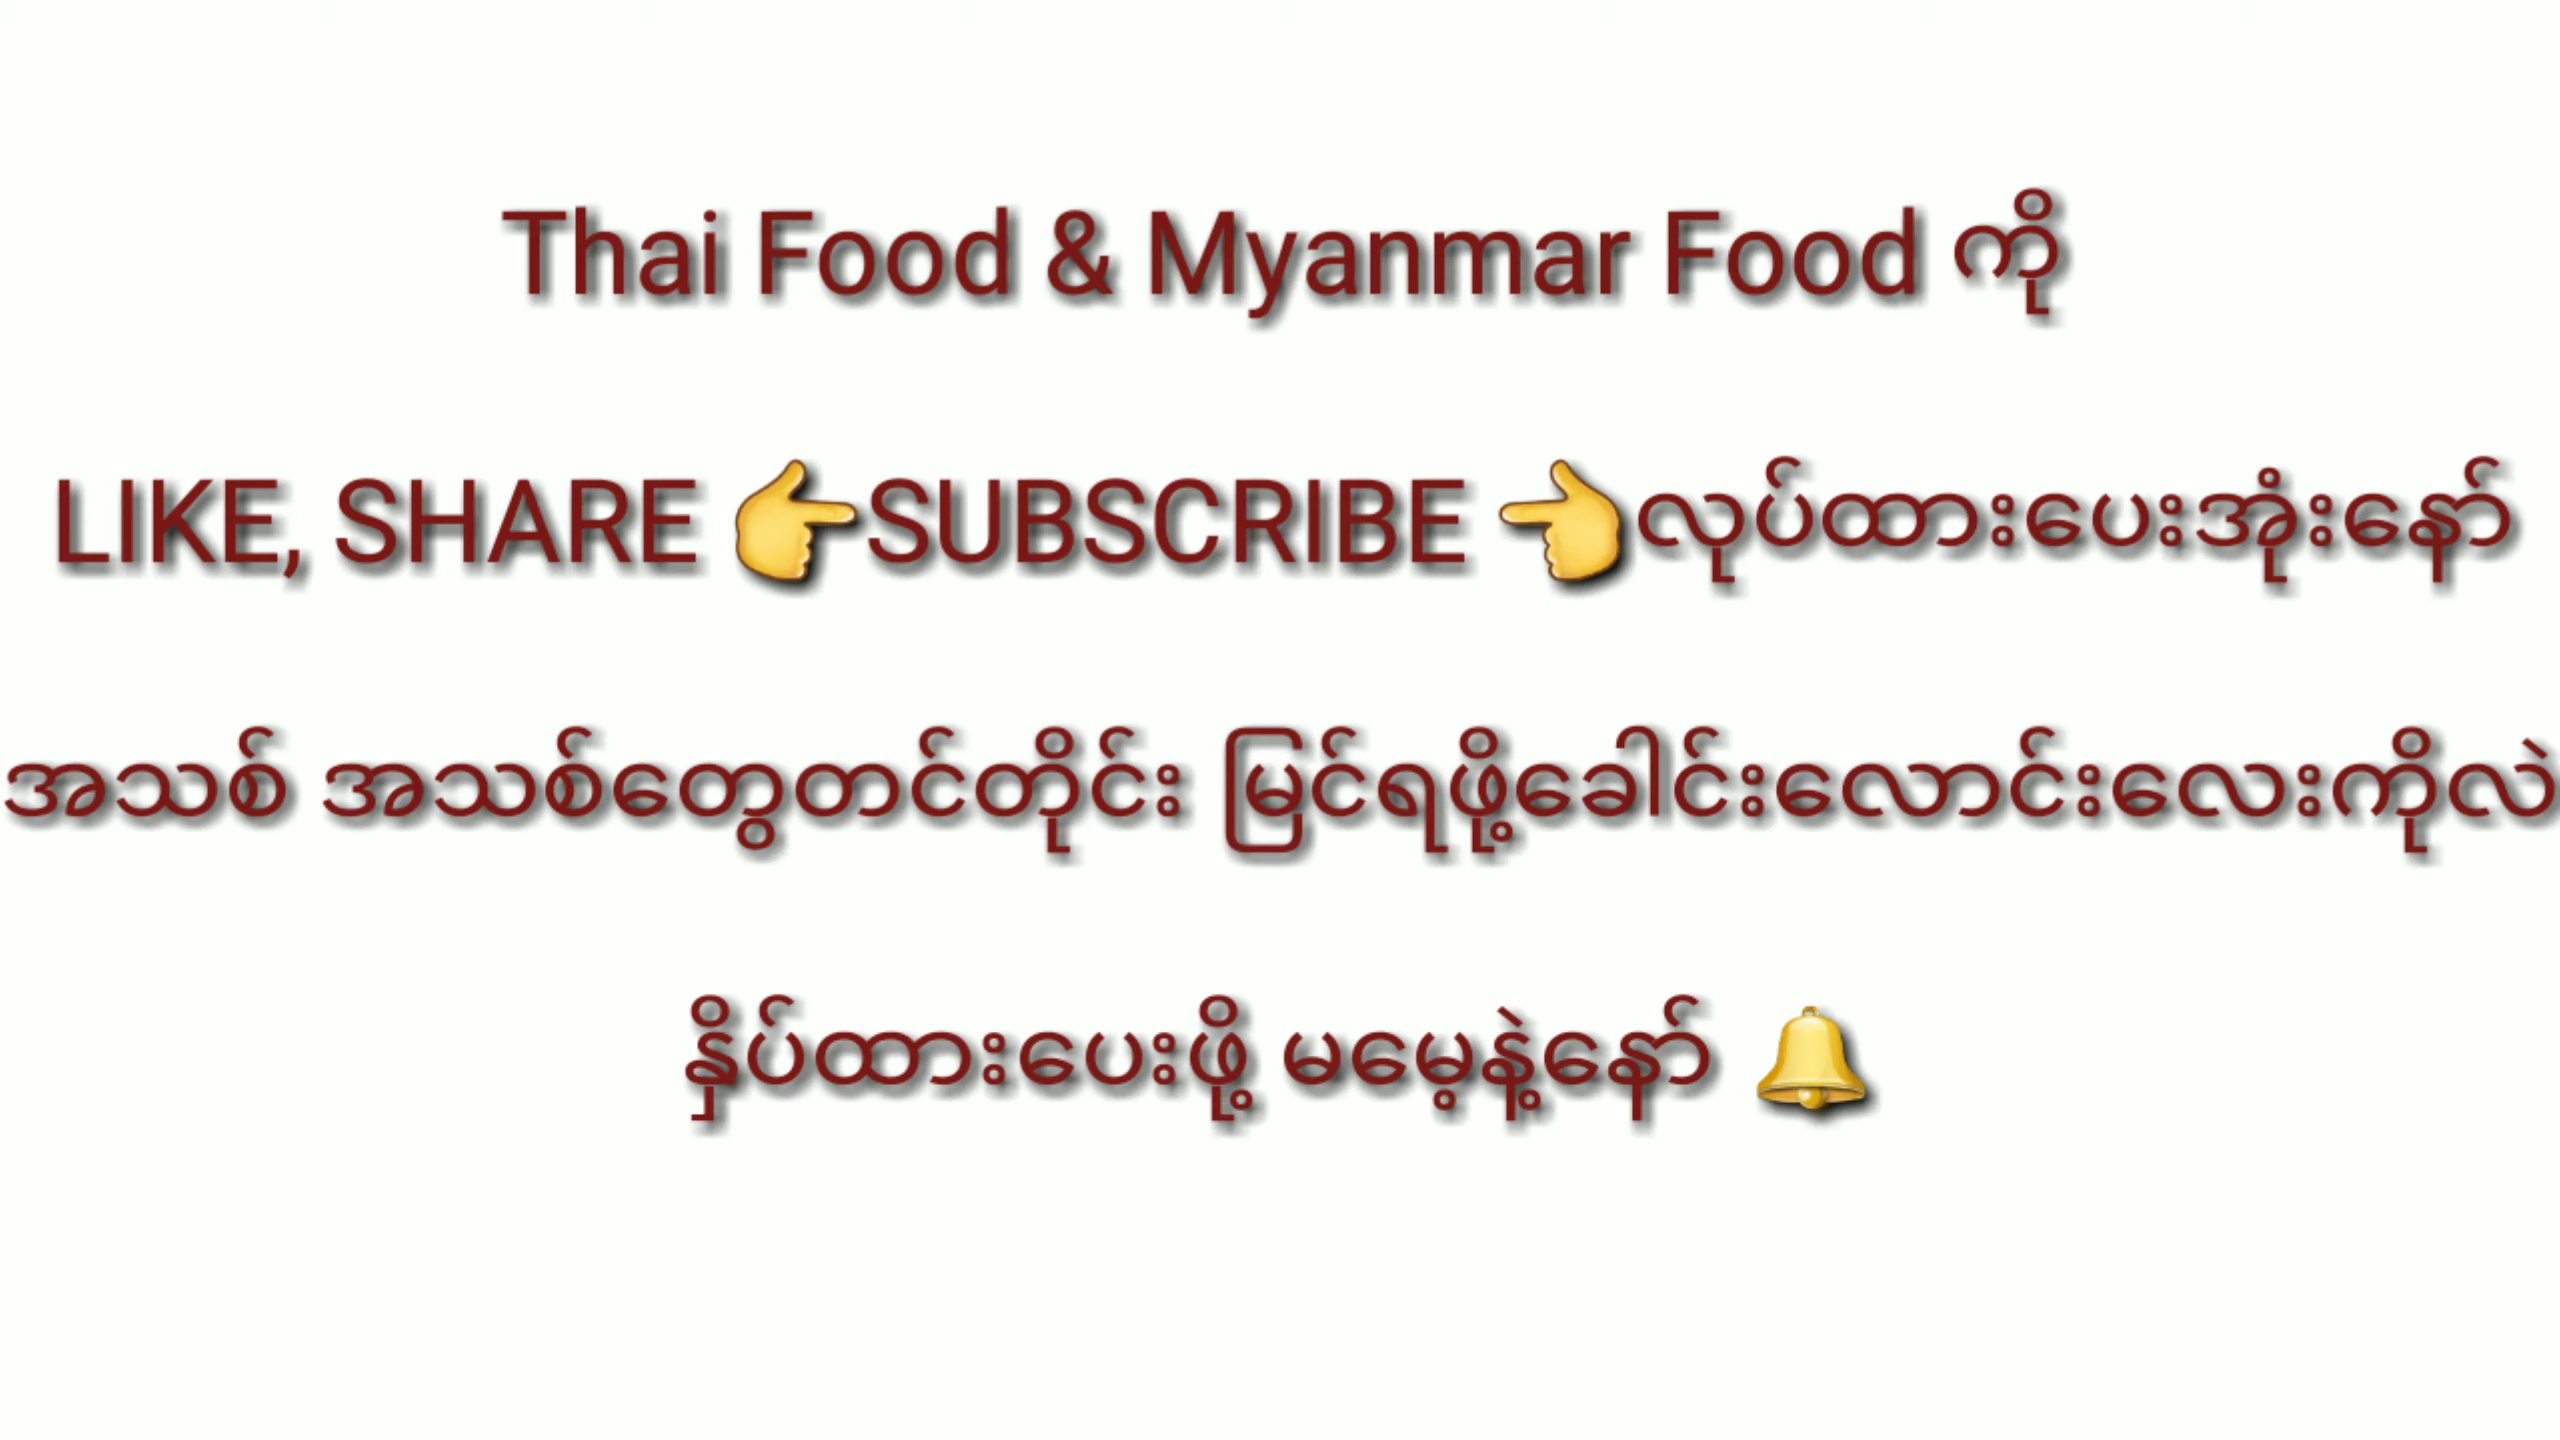 Thai Food & Myanmar Food ကို
LIKE, SHARE 👉SUBSCRIBE 👈လုပ်ထားပေးအုံးနော်
အသစ် အသစ်တွေတင်တိုင်း မြင်ရဖို့ခေါင်းလောင်းလေးကိုလဲ
နှိပ်ထားပေးဖို့ မမေ့နဲ့နော် 🔔